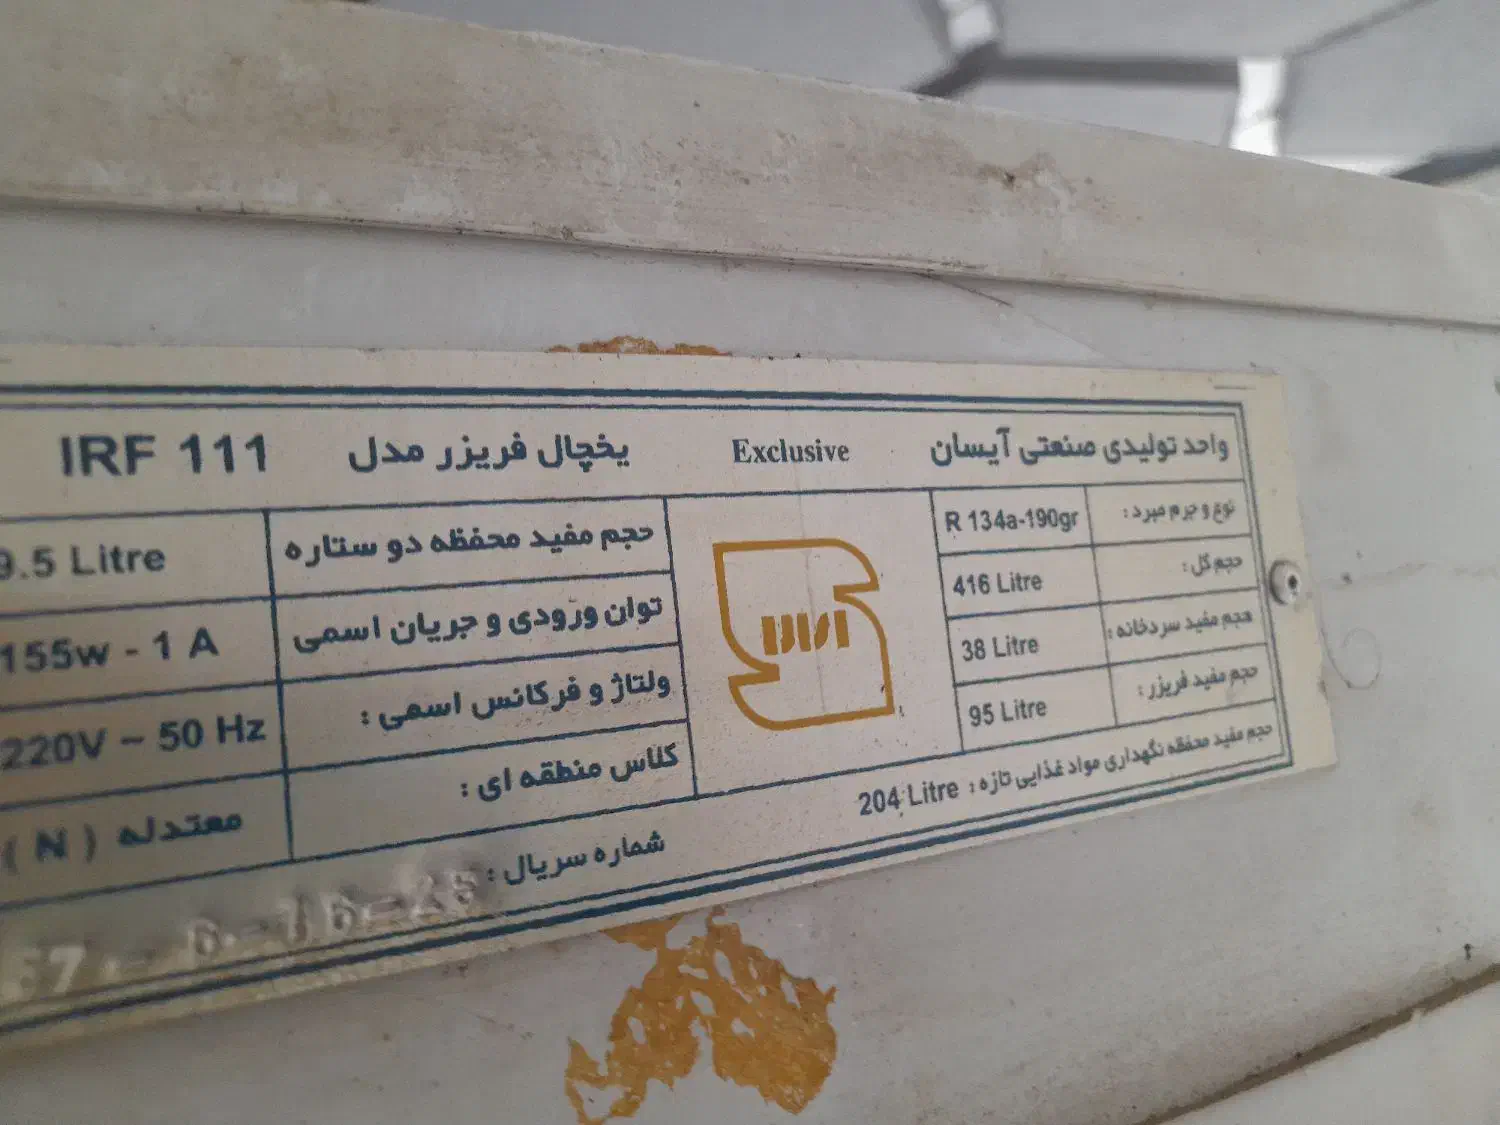 واحد تولیدی صنعتی آیسان Exclusive یخچال فریزر مدل IRF 111
نوع و جرم مبرد: R 134a-190gr
حجم کل: 416 Litre
حجم مفید سردخانه: 38 Litre
حجم مفید فریزر: 95 Litre
حجم مفید محفظه نگهداری مواد غذایی تازه: 204 Litre
حجم مفید محفظه دو ستاره 9.5 Litre
توان ورودی و جریان اسمی 155w - 1 A
ولتاژ و فرکانس اسمی: 220V ~ 50 Hz
کلاس منطقه ای: معتدله ( N )
شماره سریال: